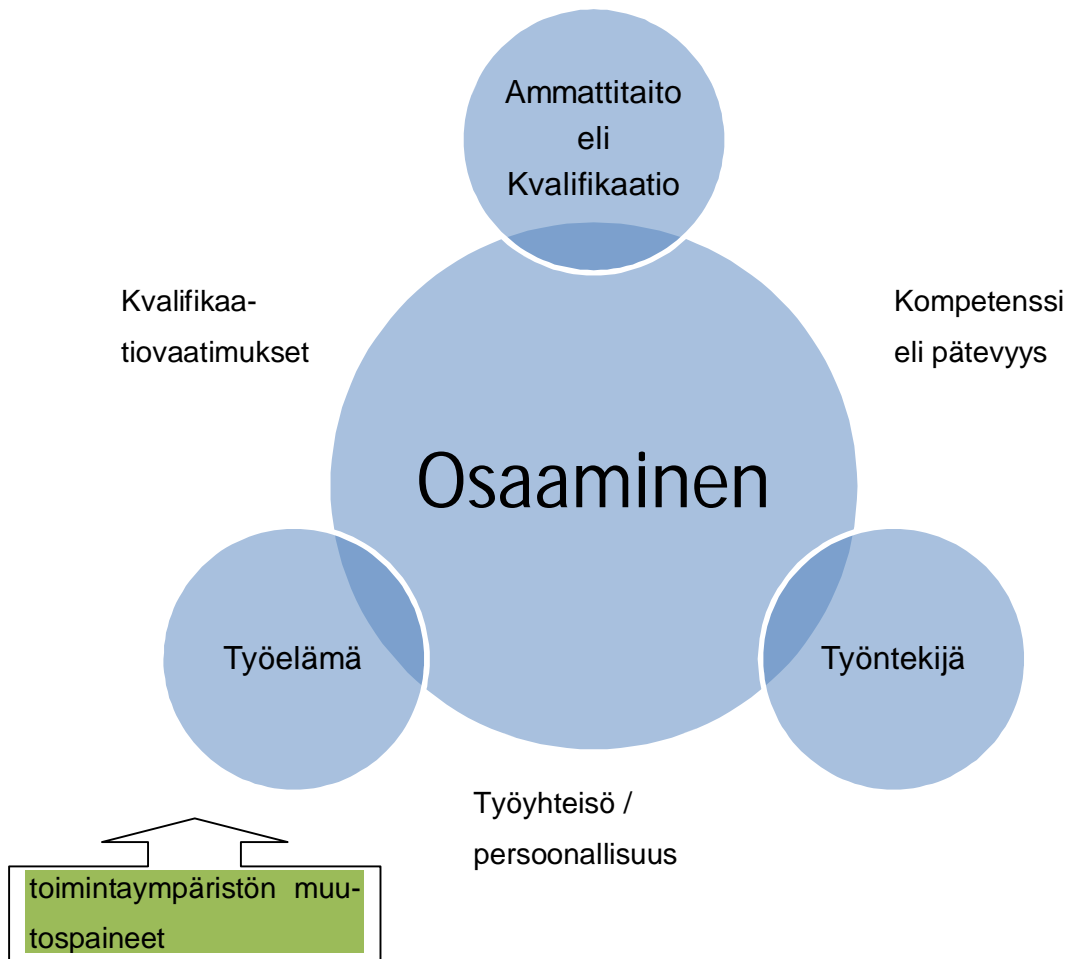 Ammattitaito
eli
Kvalifikaatio
Kvalifikaa-
tiovaatimukset
Kompetenssi
eli pätevyys
Osaaminen
Työelämä
Työntekijä
Työyhteisö /
persoonallisuus
toimintaympäristön muu-
tospaineet